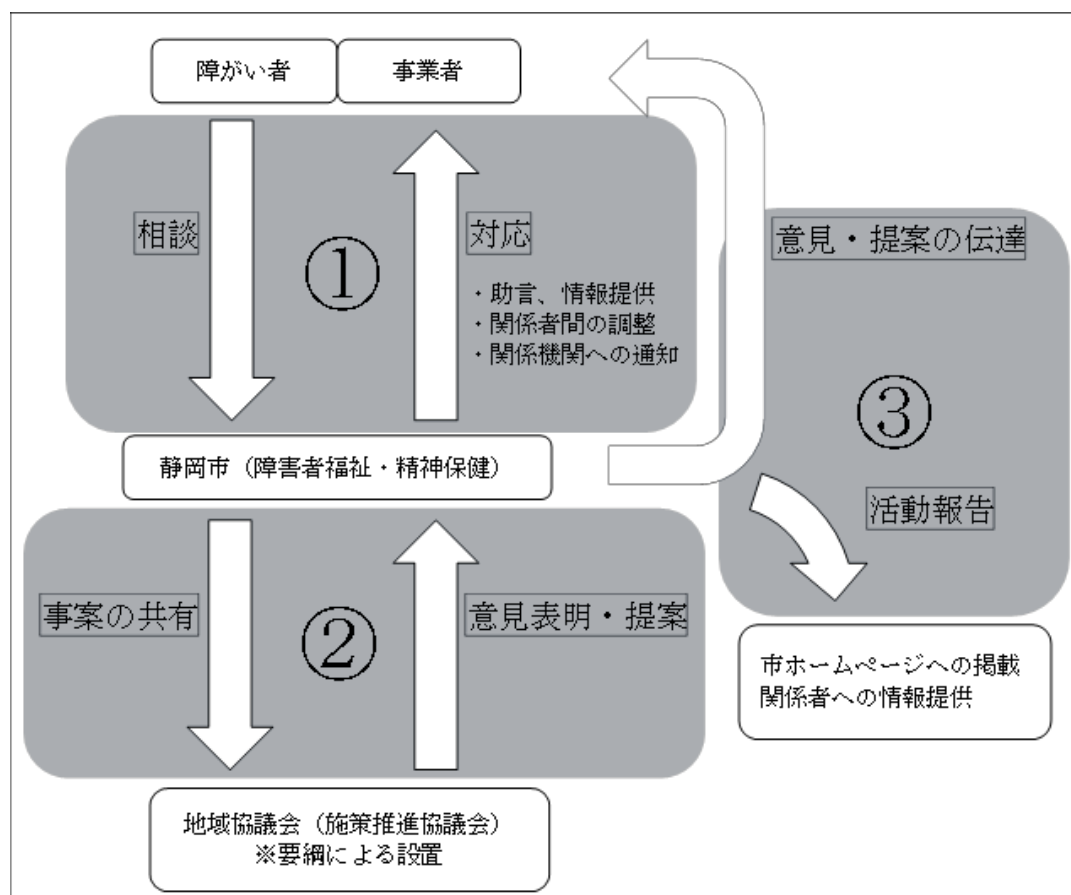 障がい者
事業者
相談
①
対応
・助言、情報提供
・関係者間の調整
・関係機関への通知
静岡市（障害者福祉・精神保健）
事案の共有
②
意見表明・提案
地域協議会（施策推進協議会）
※要綱による設置
意見・提案の伝達
③
活動報告
市ホームページへの掲載
関係者への情報提供